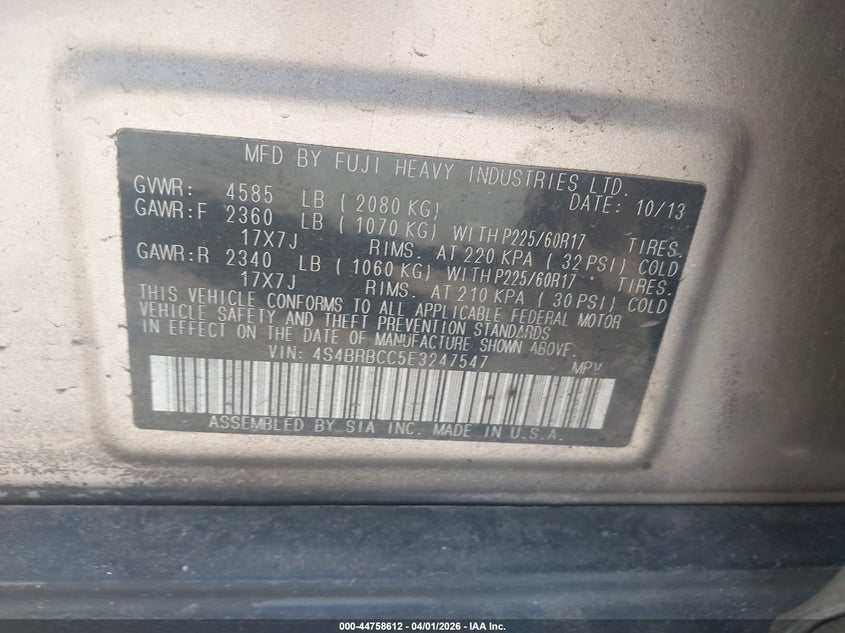 MFD BY FUJI HEAVY INDUSTRIES LTD.
GVWR: 4585 LB ( 2080 KG) DATE: 10/13
GAWR:F 2360 LB ( 1070 KG) WITH P225/60R17 TIRES.
17X7J RIMS. AT 220 KPA ( 32 PSI) COLD
GAWR:R 2340 LB ( 1060 KG) WITH P225/60R17 TIRES.
17X7J RIMS. AT 210 KPA ( 30 PSI) COLD
THIS VEHICLE CONFORMS TO ALL APPLICABLE FEDERAL MOTOR
VEHICLE SAFETY AND THEFT PREVENTION STANDARDS
IN EFFECT ON THE DATE OF MANUFACTURE SHOWN ABOVE.
VIN: 4S4BRBCC5E3247547 MPV
ASSEMBLED BY SIA INC. MADE IN U.S.A.
000-44758612 - 04/01/2026 - IAA Inc.